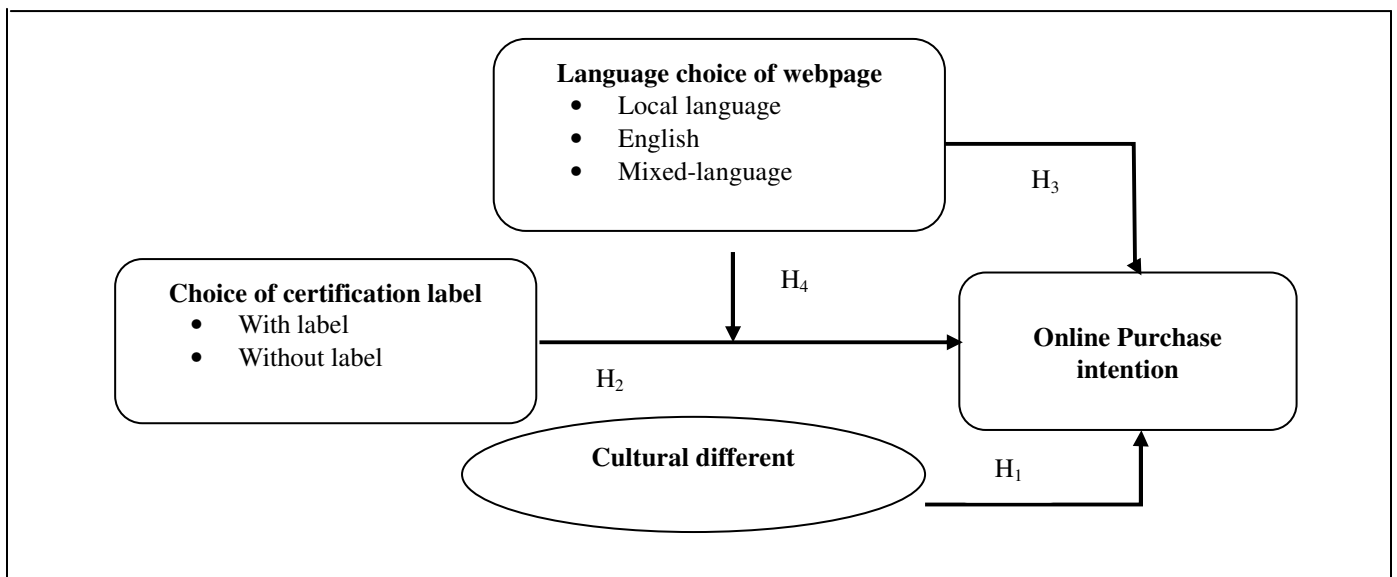 Language choice of webpage
• Local language
• English
• Mixed-language
H₃
H₄
Choice of certification label
• With label
• Without label
H₂
Online Purchase
intention
Cultural different
H₁